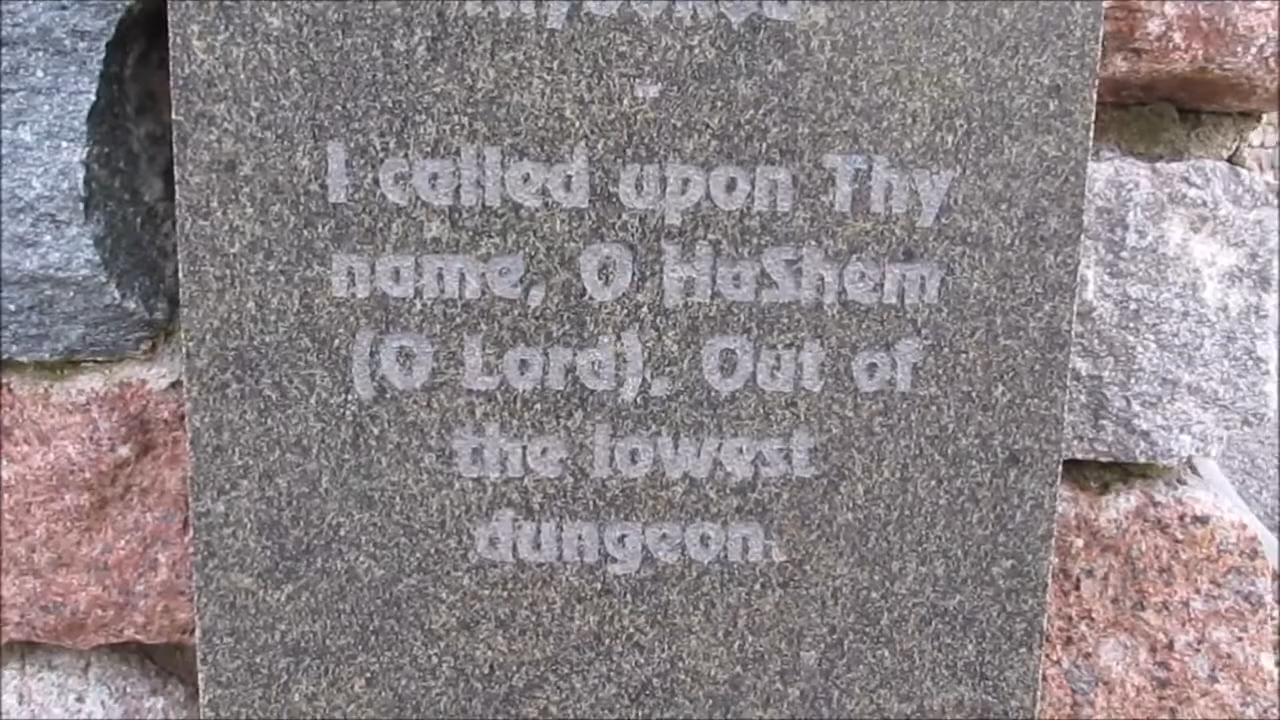 I called upon Thy
name, O HaShem
(O Lord), Out of
the lowest
dungeon.